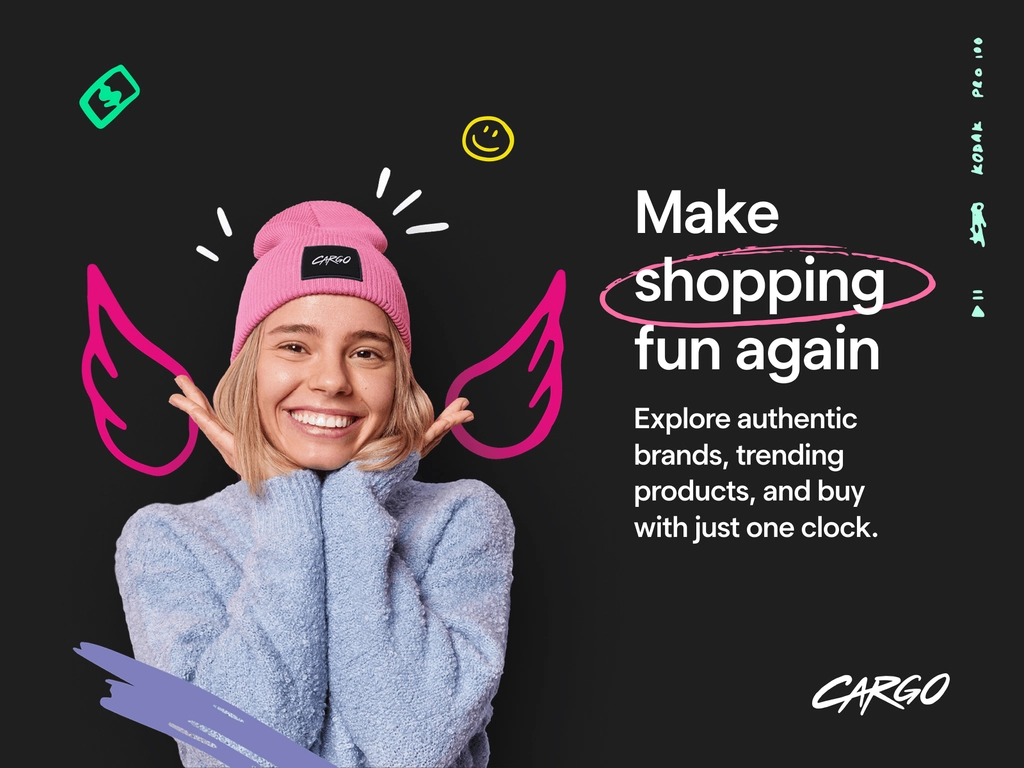 Make
shopping
fun again
Explore authentic
brands, trending
products, and buy
with just one clock.
CARGO
CARGO
KODAK PRO 100